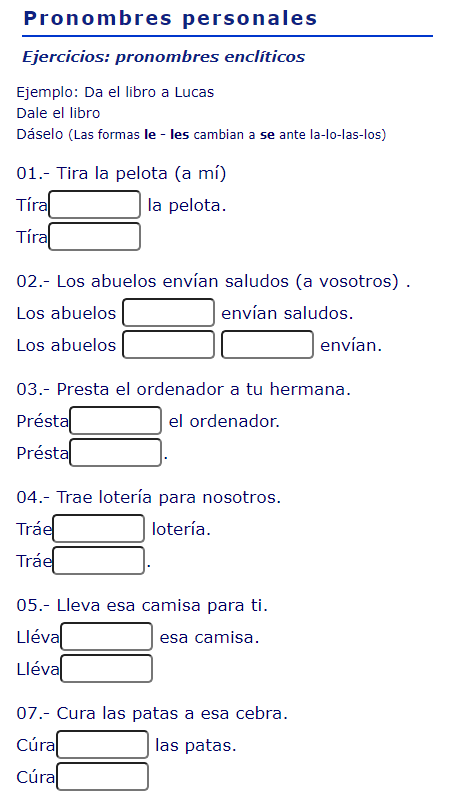 Pronombres personales
Ejercicios: pronombres enclíticos
Ejemplo: Da el libro a Lucas
Dale el libro
Dáselo (Las formas le - les cambian a se ante la-lo-las-los)
01.- Tira la pelota (a mí)
Tíra la pelota.
Tíra
02.- Los abuelos envían saludos (a vosotros) .
Los abuelos envían saludos.
Los abuelos envían.
03.- Presta el ordenador a tu hermana.
Présta el ordenador.
Présta .
04.- Trae lotería para nosotros.
Tráe lotería.
Tráe .
05.- Lleva esa camisa para ti.
Lléva esa camisa.
Lléva
07.- Cura las patas a esa cebra.
Cúra las patas.
Cúra